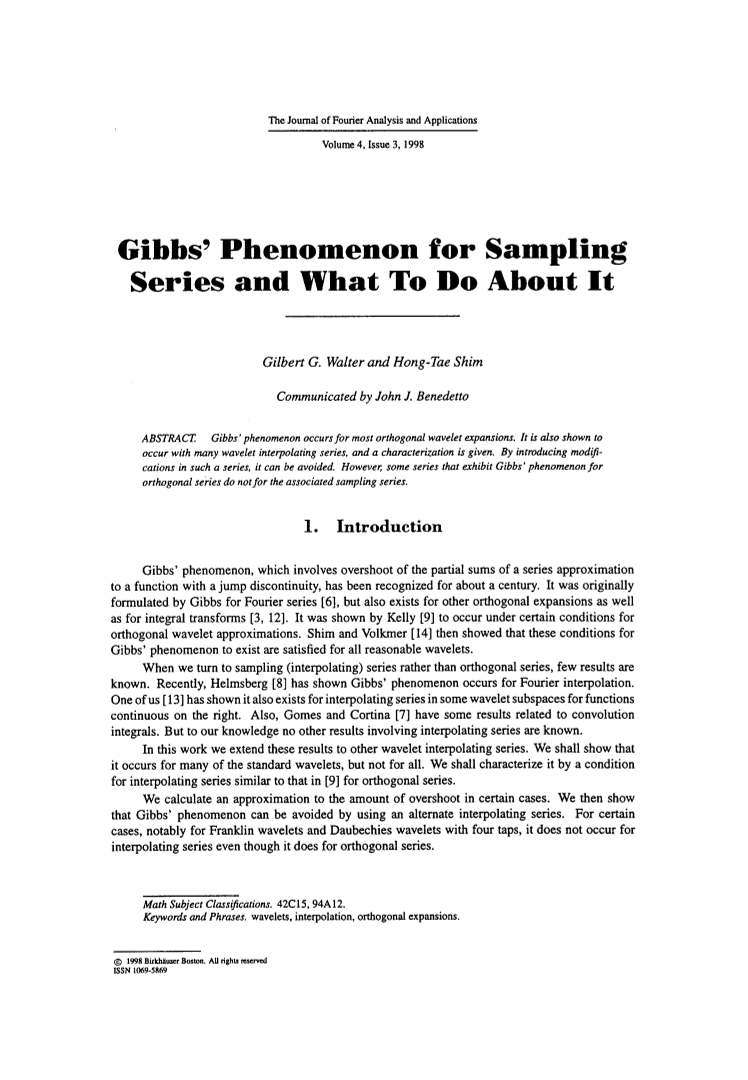 The Journal of Fourier Analysis and Applications
Volume 4, Issue 3, 1998
Gibbs' Phenomenon for Sampling
Series and What To Do About It
Gilbert G. Walter and Hong-Tae Shim
Communicated by John J. Benedetto
ABSTRACT. Gibbs' phenomenon occurs for most orthogonal wavelet expansions. It is also shown to
occur with many wavelet interpolating series, and a characterization is given. By introducing modifi-
cations in such a series, it can be avoided. However, some series that exhibit Gibbs' phenomenon for
orthogonal series do not for the associated sampling series.
1. Introduction
Gibbs' phenomenon, which involves overshoot of the partial sums of a series approximation
to a function with a jump discontinuity, has been recognized for about a century. It was originally
formulated by Gibbs for Fourier series [6], but also exists for other orthogonal expansions as well
as for integral transforms [3, 12]. It was shown by Kelly [9] to occur under certain conditions for
orthogonal wavelet approximations. Shim and Volkmer [14] then showed that these conditions for
Gibbs' phenomenon to exist are satisfied for all reasonable wavelets.
When we turn to sampling (interpolating) series rather than orthogonal series, few results are
known. Recently, Helmsberg [8] has shown Gibbs' phenomenon occurs for Fourier interpolation.
One of us [13] has shown it also exists for interpolating series in some wavelet subspaces for functions
continuous on the right. Also, Gomes and Cortina [7] have some results related to convolution
integrals. But to our knowledge no other results involving interpolating series are known.
In this work we extend these results to other wavelet interpolating series. We shall show that
it occurs for many of the standard wavelets, but not for all. We shall characterize it by a condition
for interpolating series similar to that in [9] for orthogonal series.
We calculate an approximation to the amount of overshoot in certain cases. We then show
that Gibbs' phenomenon can be avoided by using an alternate interpolating series. For certain
cases, notably for Franklin wavelets and Daubechies wavelets with four taps, it does not occur for
interpolating series even though it does for orthogonal series.
Math Subject Classifications. 42C15, 94A12.
Keywords and Phrases. wavelets, interpolation, orthogonal expansions.
© 1998 Birkhäuser Boston. All rights reserved
ISSN 1069-5869